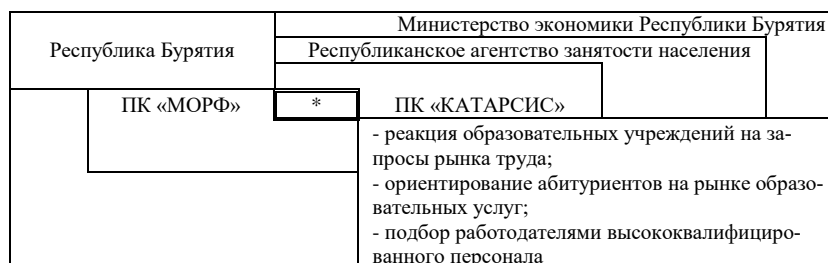 Министерство экономики Республики Бурятия
Республика Бурятия
Республиканское агентство занятости населения
ПК «МОРФ» * ПК «КАТАРСИС»
- реакция образовательных учреждений на за-
просы рынка труда;
- ориентирование абитуриентов на рынке образо-
вательных услуг;
- подбор работодателями высококвалифициро-
ванного персонала